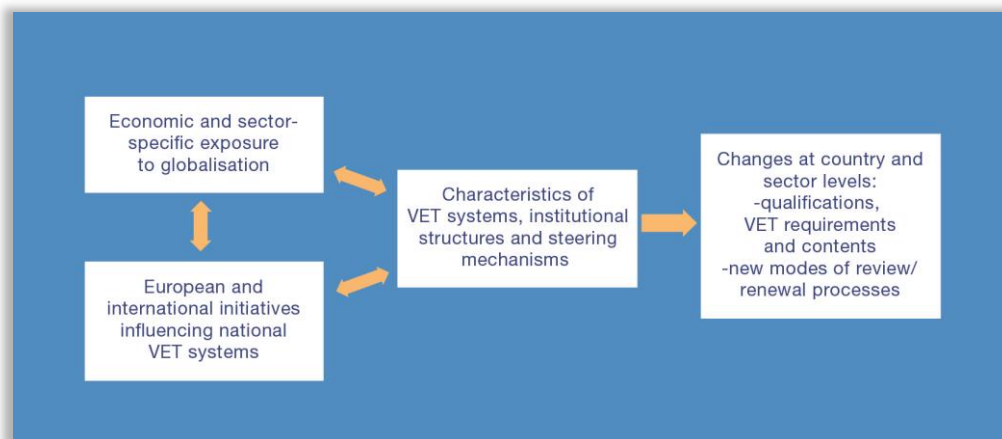 Economic and sector-
specific exposure
to globalisation
European and
international initiatives
influencing national
VET systems
Characteristics of
VET systems, institutional
structures and steering
mechanisms
Changes at country and
sector levels:
-qualifications,
VET requirements
and contents
-new modes of review/
renewal processes